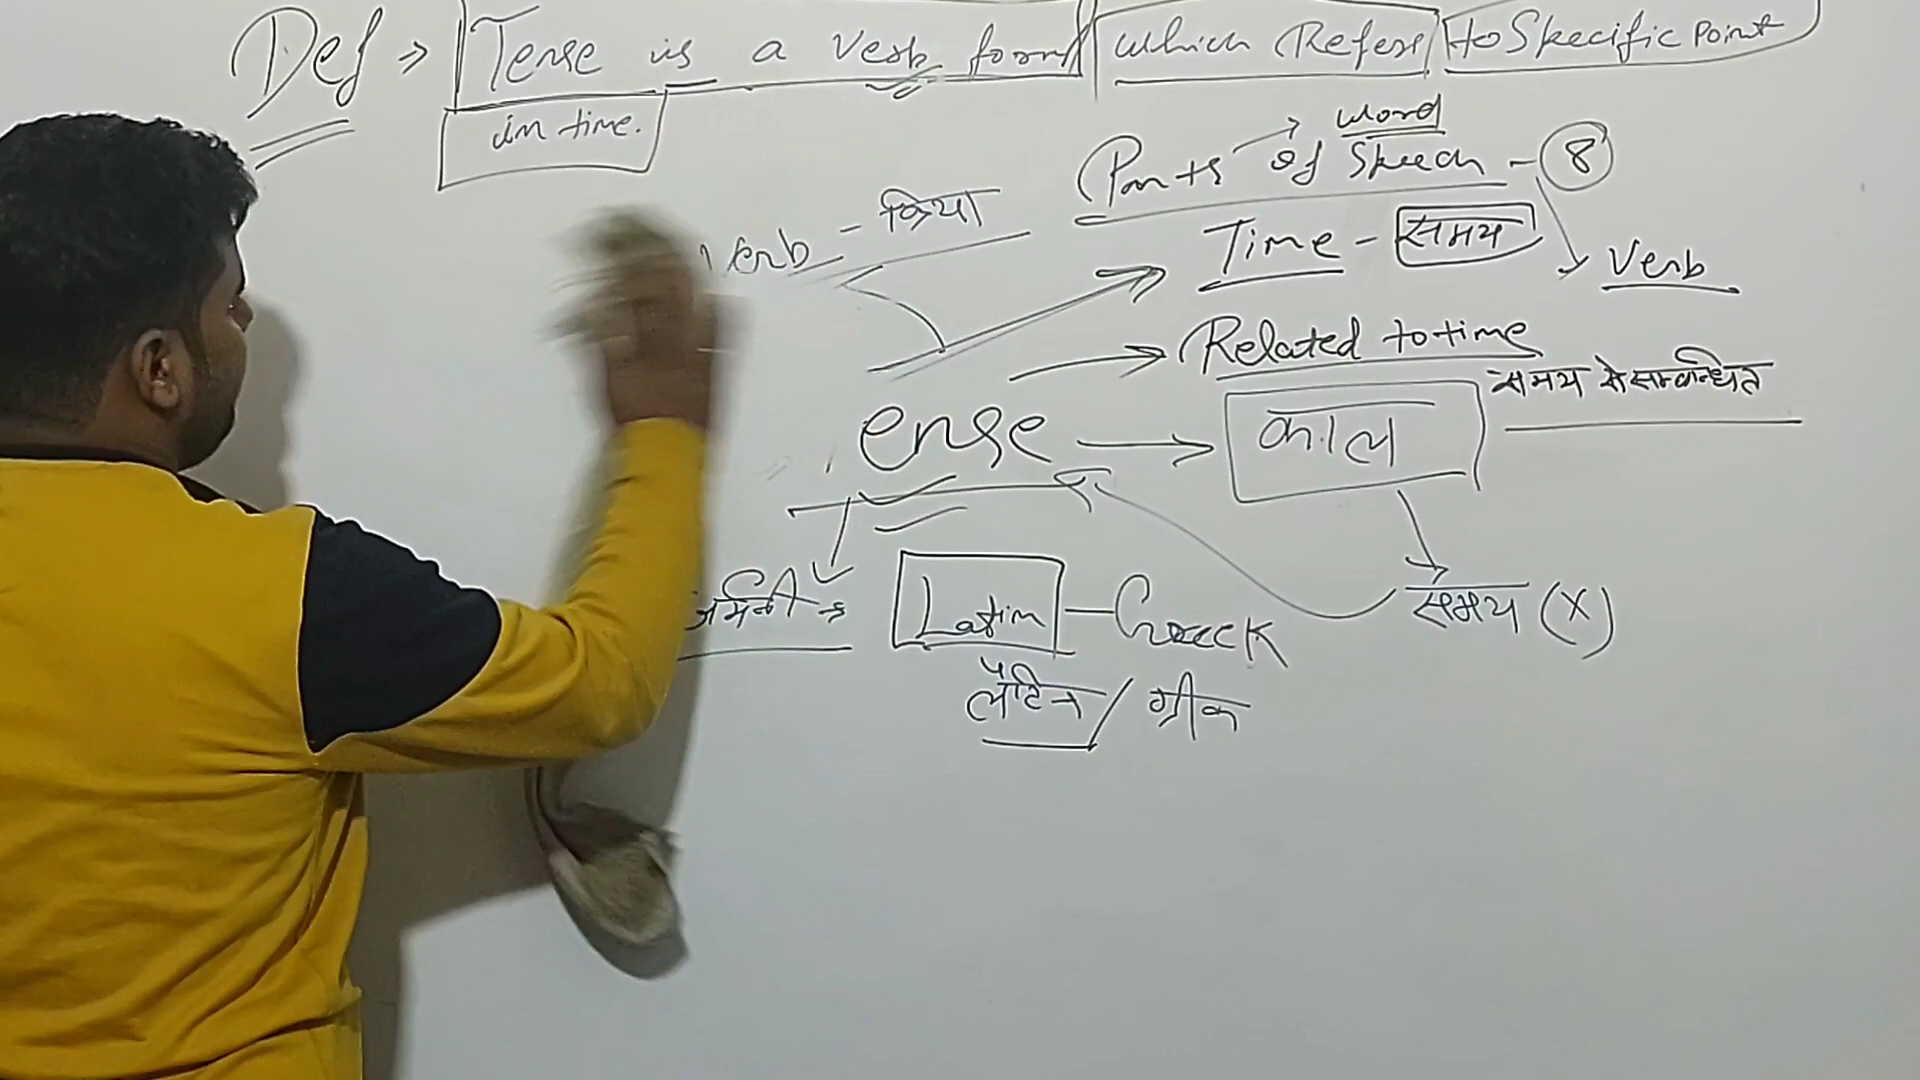 Def → Tense is a verb form which Refers to Specific Point
in time.
word
Parts of Speech - 8
verb - क्रिया
Time - समय
Verb
Related to time
समय से सम्बन्धित
ense → काल
Latin - Greeck
समय (X)
लैटिन / ग्रीक